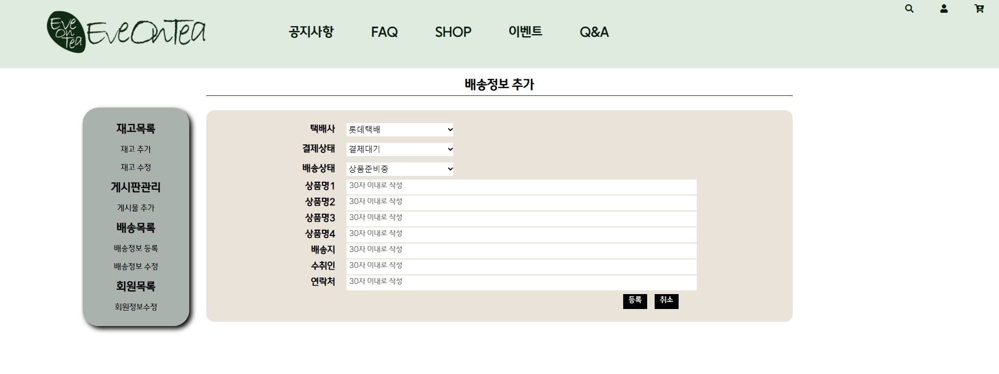 Eve
On
Tea
EveOnTea
공지사항 FAQ SHOP 이벤트 Q&A
배송정보 추가
재고목록
재고 추가
재고 수정
게시판관리
게시물 추가
배송목록
배송정보 등록
배송정보 수정
회원목록
회원정보수정
택배사 롯데택배
결제상태 결제대기
배송상태 상품준비중
상품명1 30자 이내로 작성
상품명2 30자 이내로 작성
상품명3 30자 이내로 작성
상품명4 30자 이내로 작성
배송지 30자 이내로 작성
수취인 30자 이내로 작성
연락처 30자 이내로 작성
등록 취소